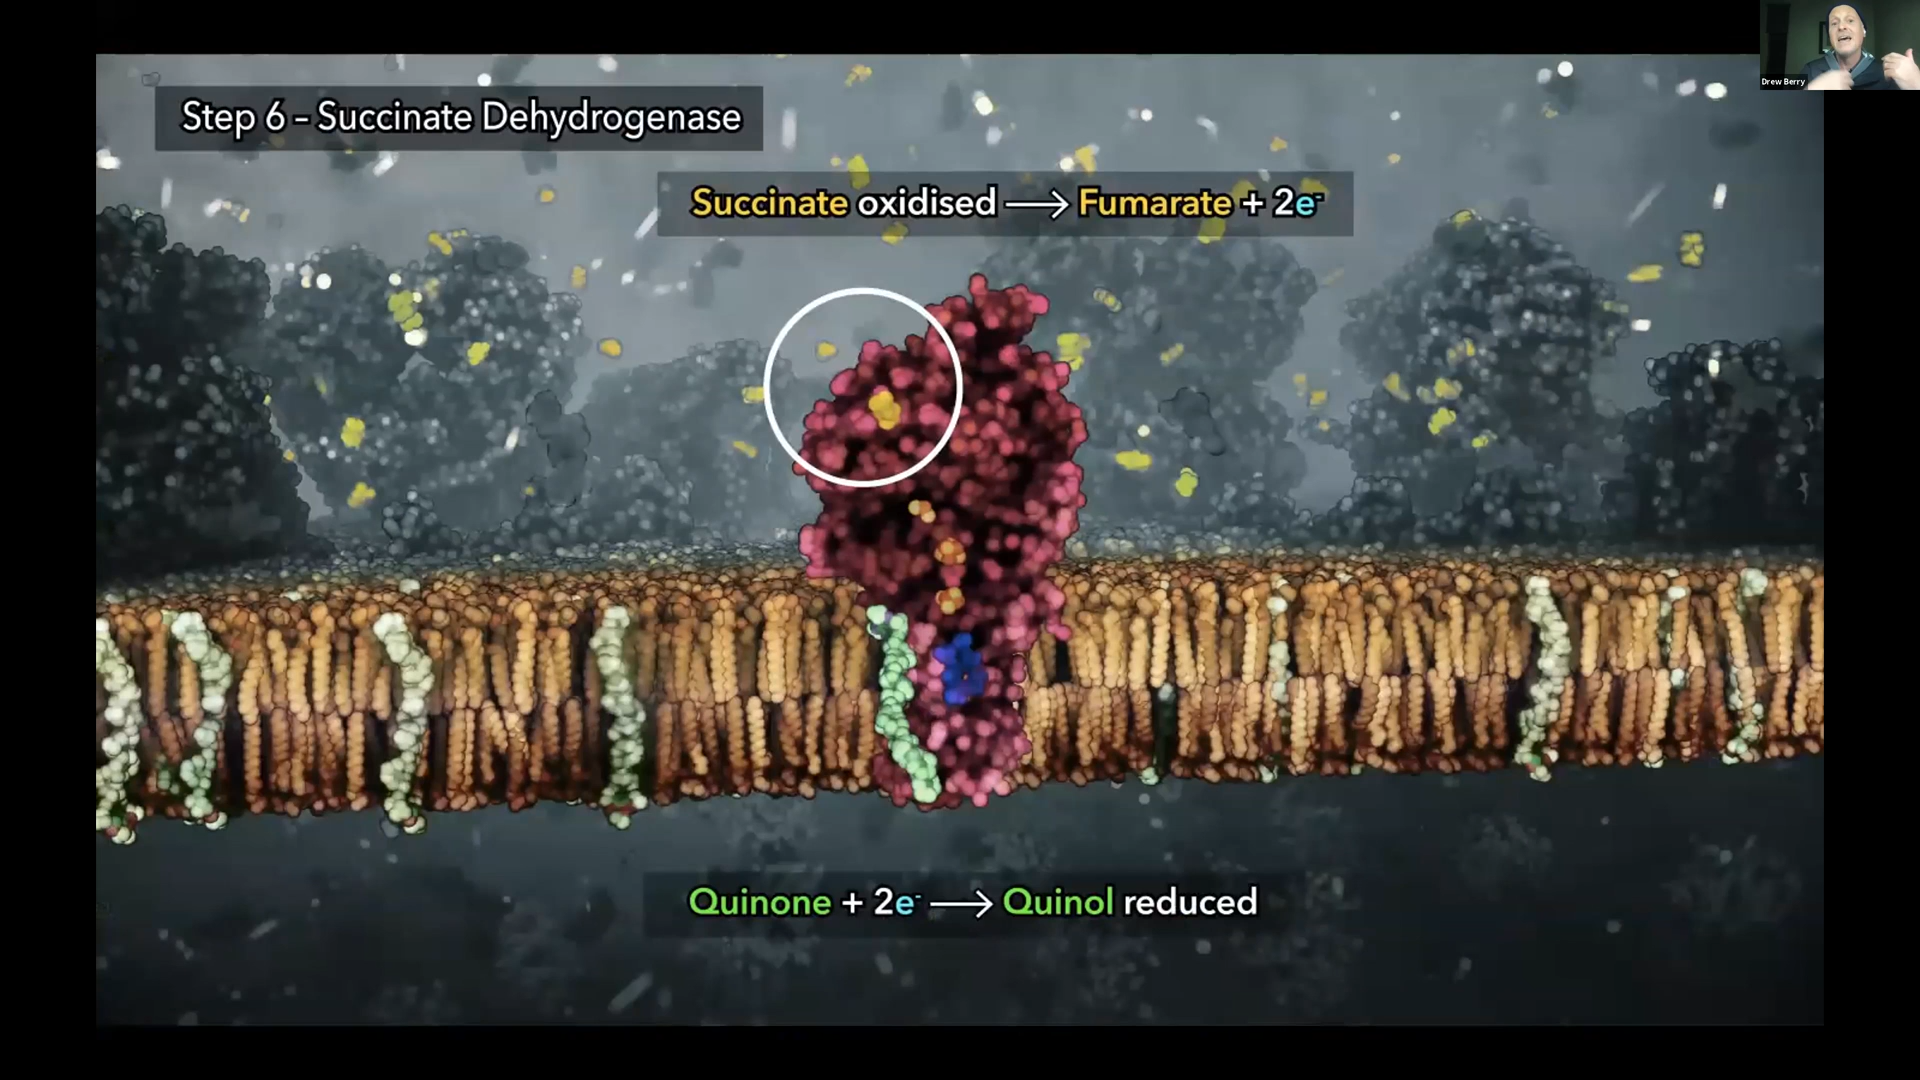 Drew Berry
Step 6 – Succinate Dehydrogenase
Succinate oxidised ⟶ Fumarate + 2e⁻
Quinone + 2e⁻ ⟶ Quinol reduced